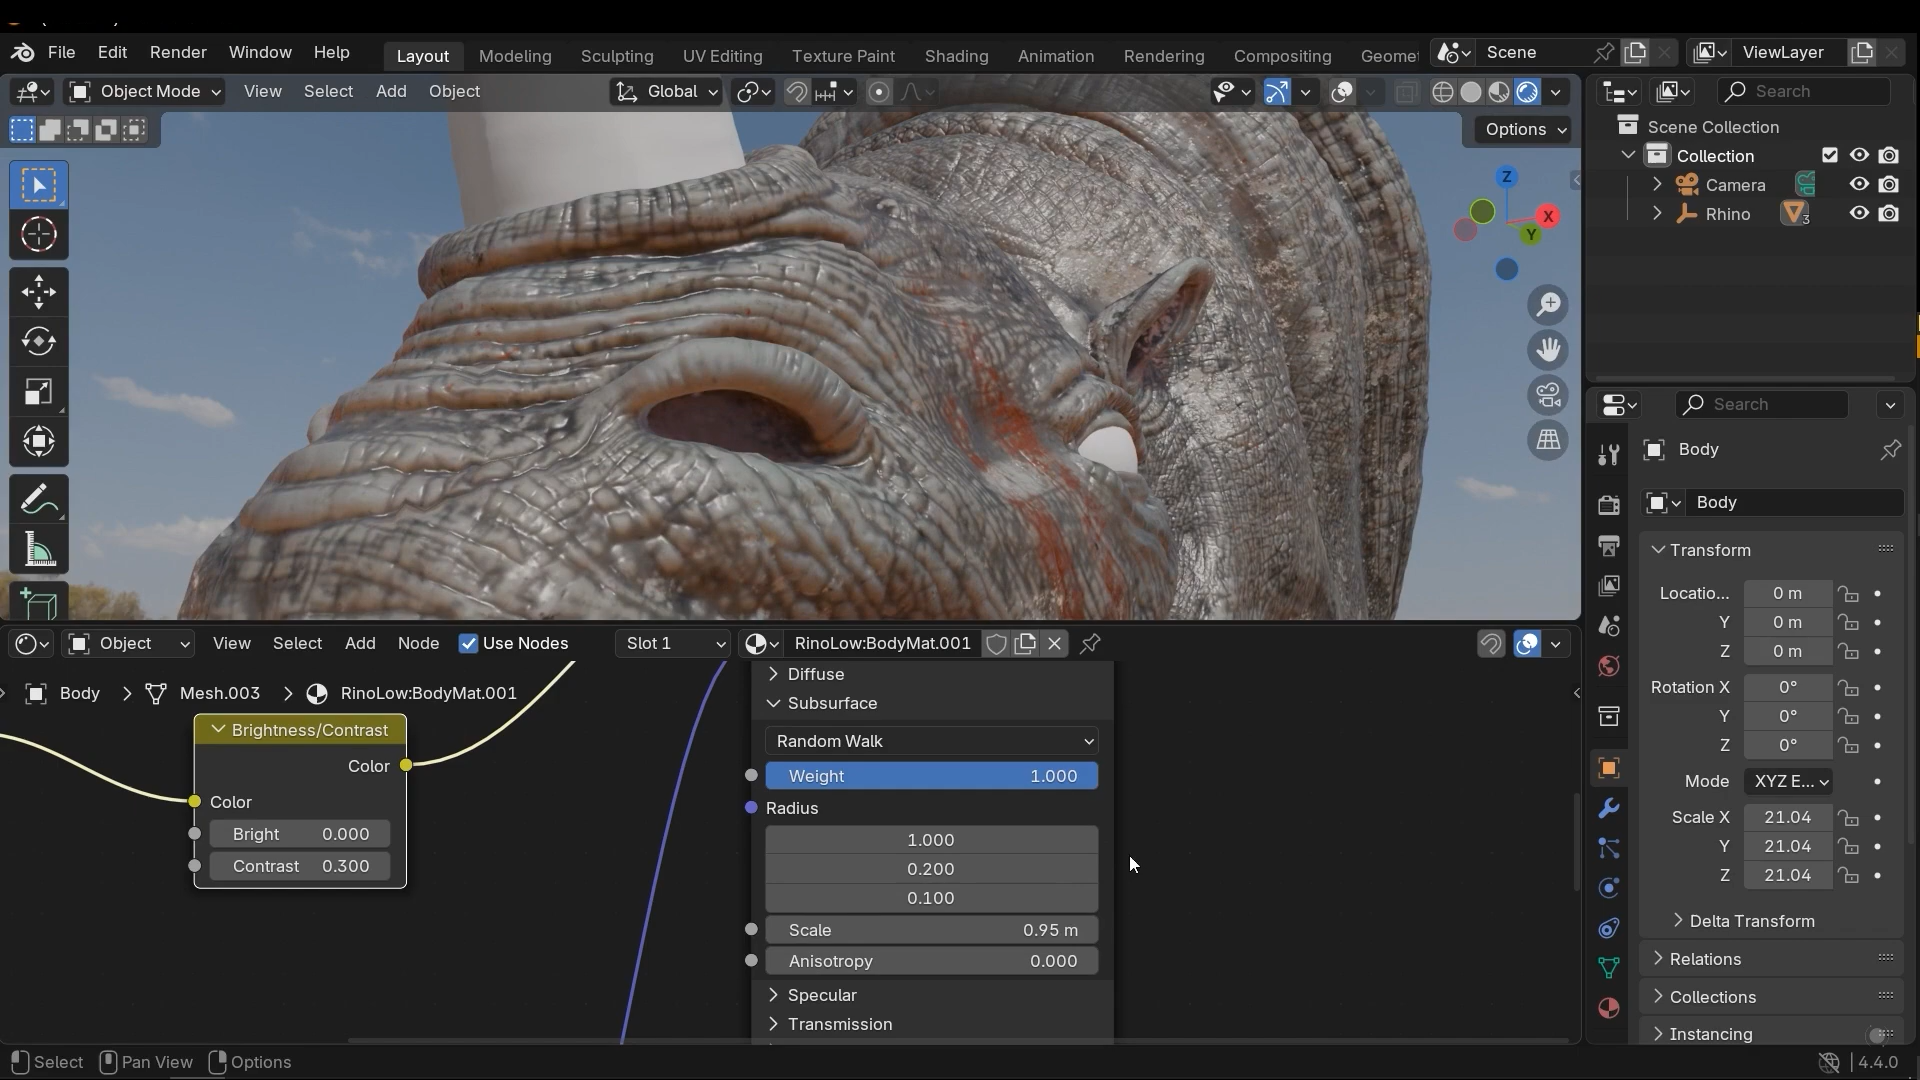 File Edit Render Window Help Layout Modeling Sculpting UV Editing Texture Paint Shading Animation Rendering Compositing Geomet Scene ViewLayer
Object Mode View Select Add Object Global Search
Options
Scene Collection
Collection
Camera
Rhino 3
Z
X
Y
Search
Body
Body
Transform
Locatio... 0 m
Y 0 m
Z 0 m
Rotation X 0°
Y 0°
Z 0°
Mode XYZ E...
Scale X 21.04
Y 21.04
Z 21.04
Delta Transform
Relations
Collections
Instancing
Object View Select Add Node Use Nodes Slot 1 RinoLow:BodyMat.001
Body Mesh.003 RinoLow:BodyMat.001
Brightness/Contrast
Color
Color
Bright 0.000
Contrast 0.300
Diffuse
Subsurface
Random Walk
Weight 1.000
Radius
1.000
0.200
0.100
Scale 0.95 m
Anisotropy 0.000
Specular
Transmission
Select Pan View Options 4.4.0